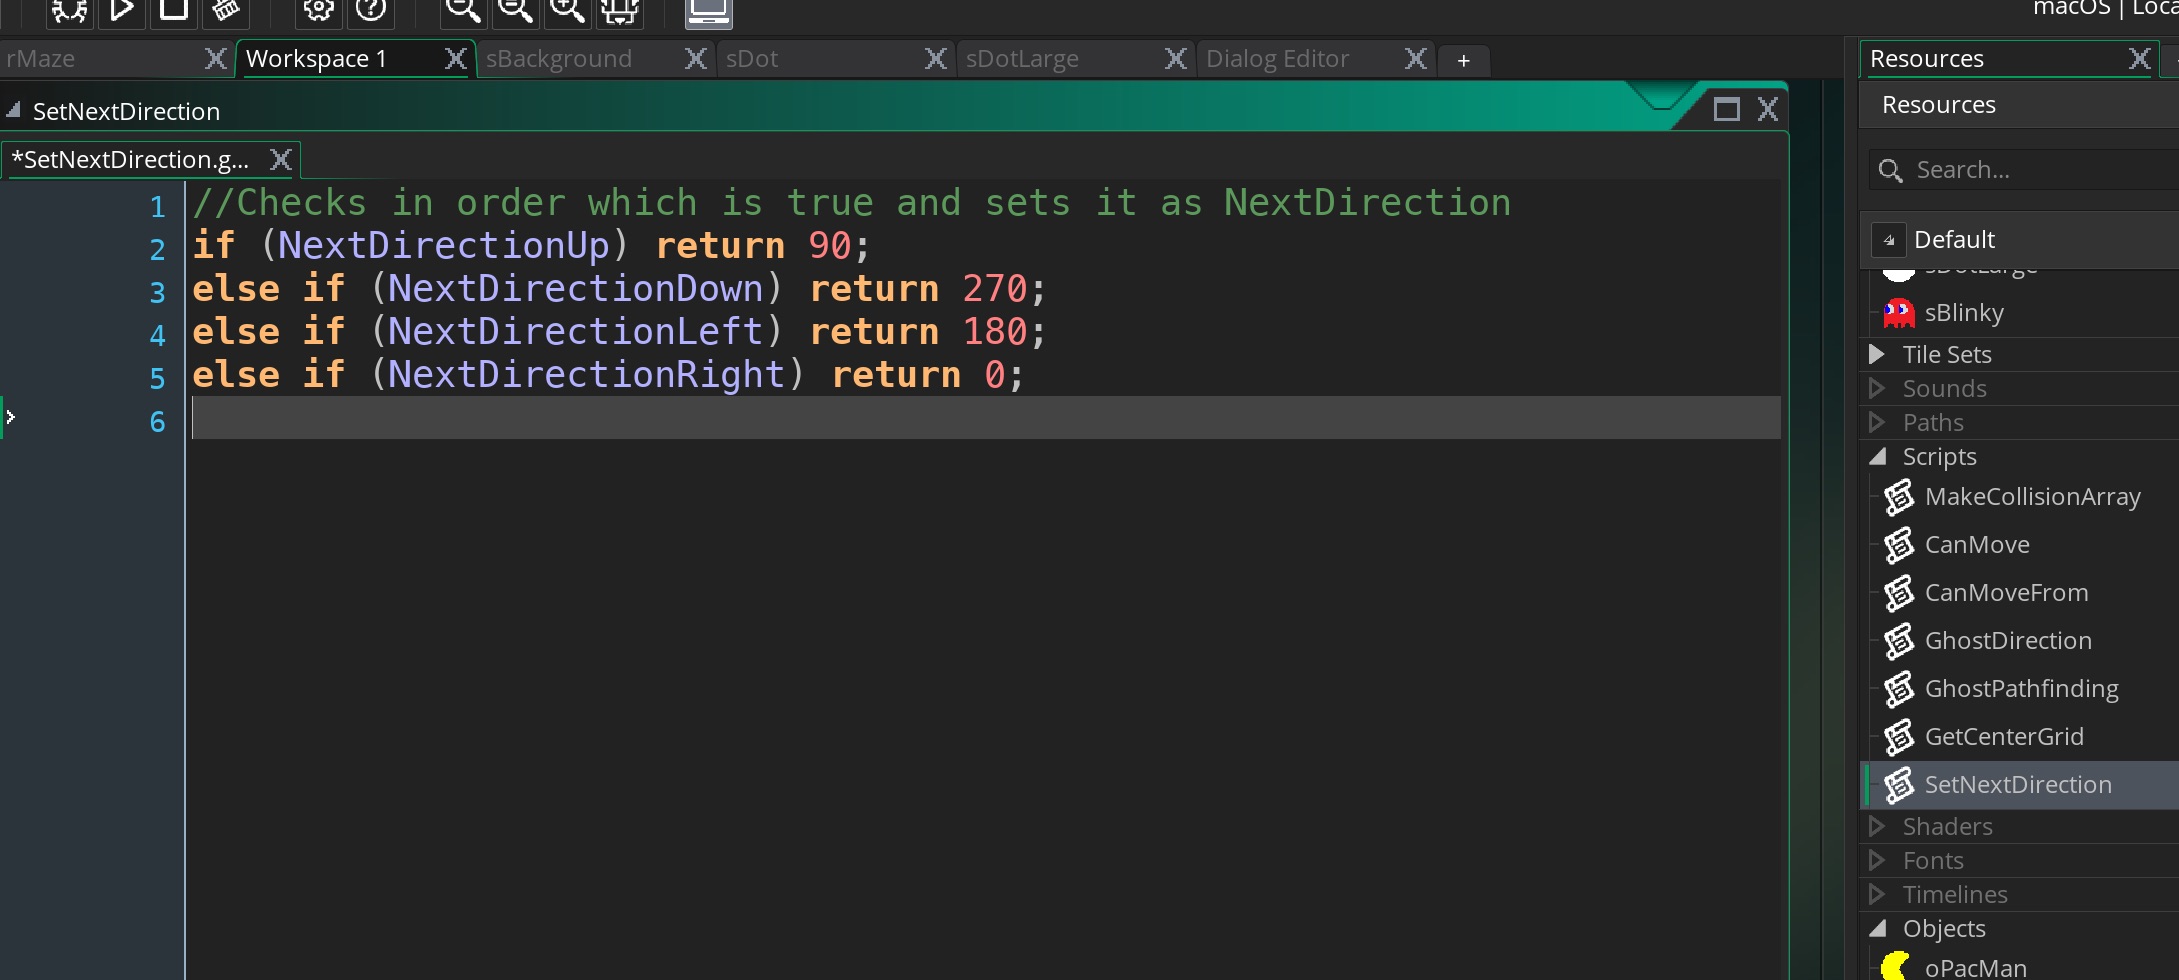 macOS | Loca
rMaze
Workspace 1
sBackground
sDot
sDotLarge
Dialog Editor
+
Resources
SetNextDirection
Resources
*SetNextDirection.g...
Search...
1 //Checks in order which is true and sets it as NextDirection
2 if (NextDirectionUp) return 90;
3 else if (NextDirectionDown) return 270;
4 else if (NextDirectionLeft) return 180;
5 else if (NextDirectionRight) return 0;
6
Default
sDotLarge
sBlinky
Tile Sets
Sounds
Paths
Scripts
MakeCollisionArray
CanMove
CanMoveFrom
GhostDirection
GhostPathfinding
GetCenterGrid
SetNextDirection
Shaders
Fonts
Timelines
Objects
oPacMan